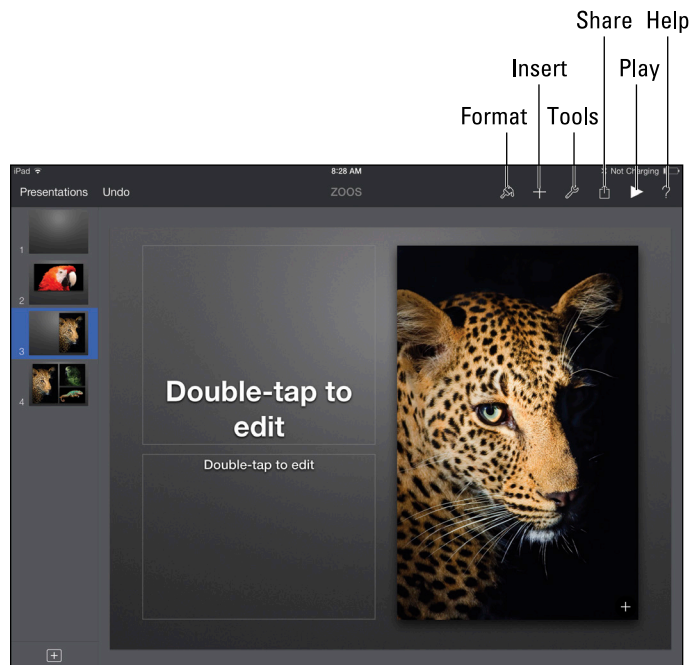 Share Help
Insert Play
Format Tools
iPad 8:28 AM Not Charging
Presentations Undo ZOOS ?
1
2
3
4
Double-tap to
edit
Double-tap to edit